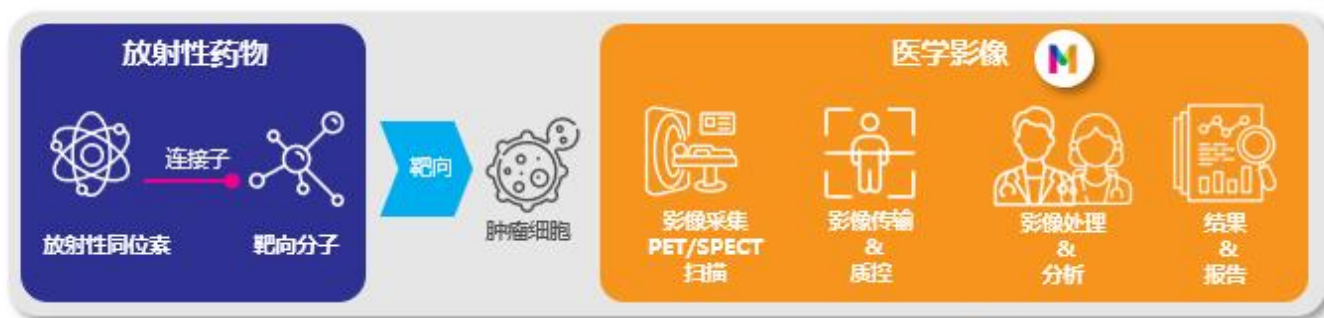 放射性药物
连接子
放射性同位素
靶向分子
靶向
肿瘤细胞
医学影像 M
影像采集
PET/SPECT
扫描
影像传输
&
质控
影像处理
&
分析
结果
&
报告